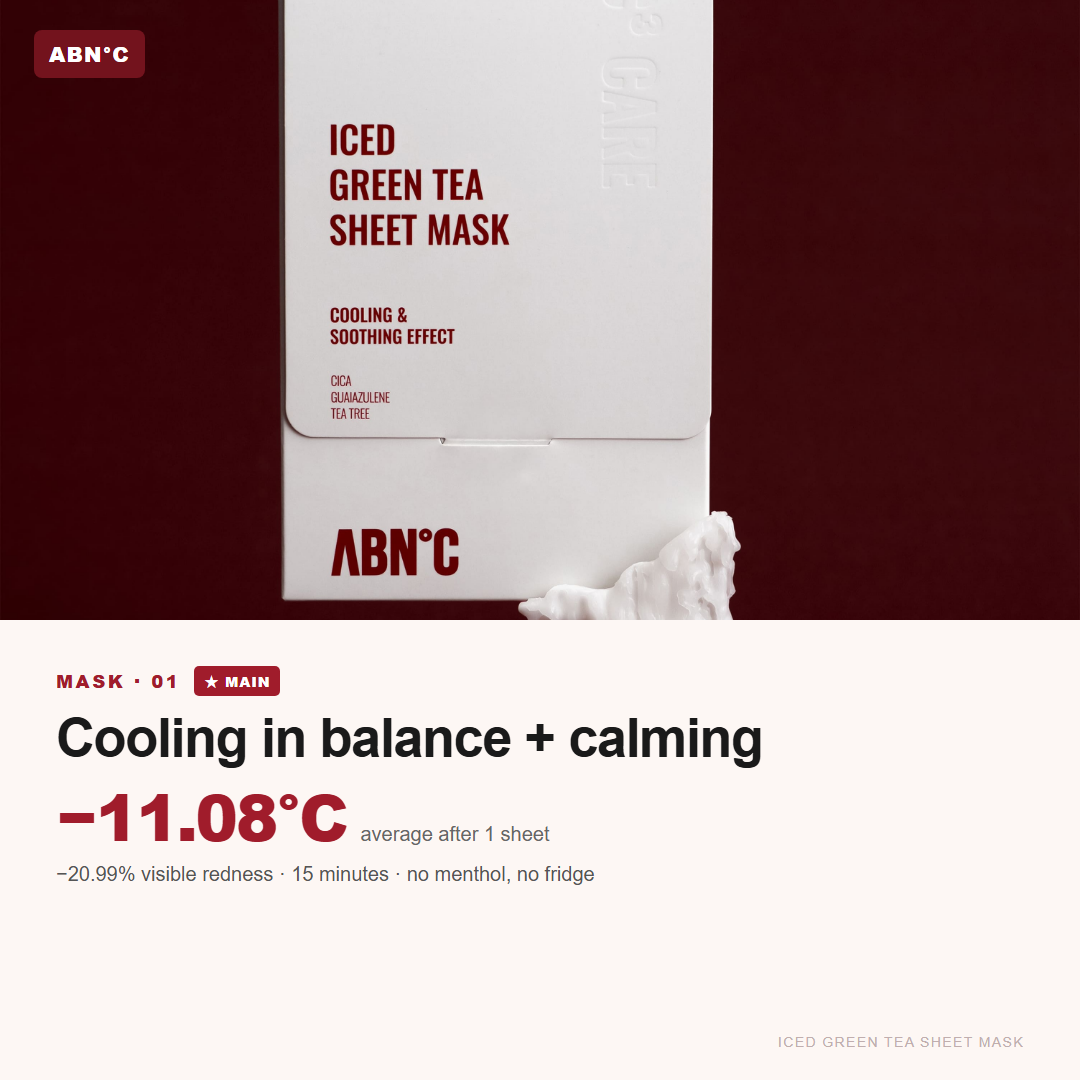 ABN°C
³ CARE
ICED
GREEN TEA
SHEET MASK
COOLING &
SOOTHING EFFECT
CICA
GUAIAZULENE
TEA TREE
ABN°C
MASK · 01 ★ MAIN
Cooling in balance + calming
−11.08°C average after 1 sheet
−20.99% visible redness · 15 minutes · no menthol, no fridge
ICED GREEN TEA SHEET MASK